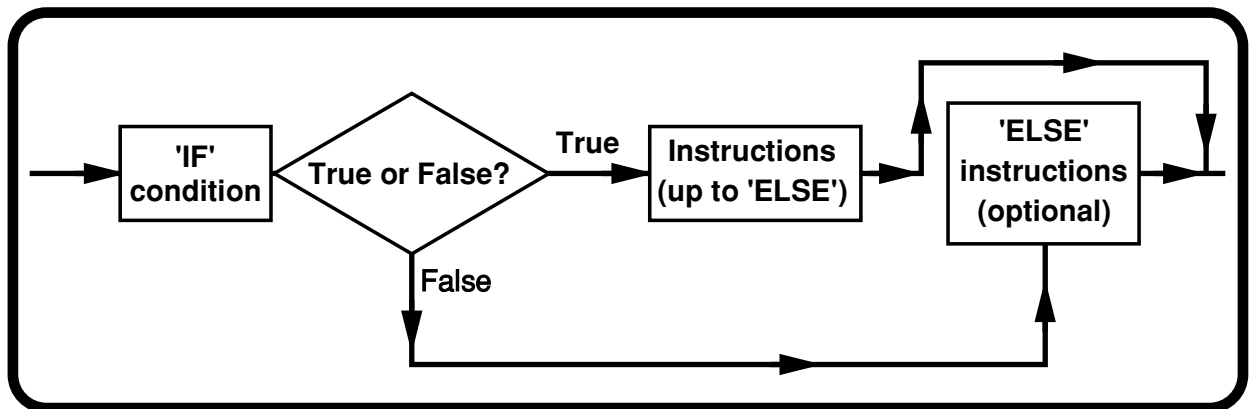 'IF'
condition
True or False?
True
Instructions
(up to 'ELSE')
'ELSE'
instructions
(optional)
False